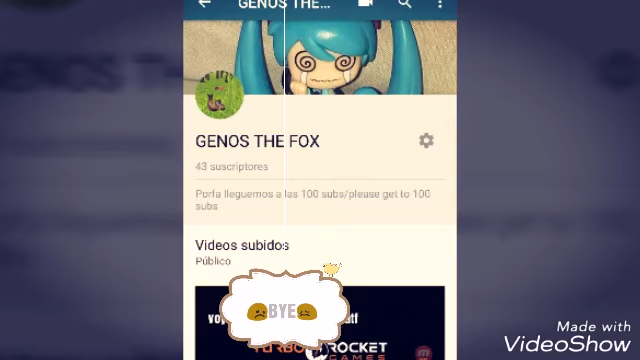 GENOS THE...
GENOS THE FOX
43 suscriptores
Porfa lleguemos a las 100 subs/please get to 100
subs
Videos subidos
Público
BYE
ROCKET
GAMES
Made with
VideoShow